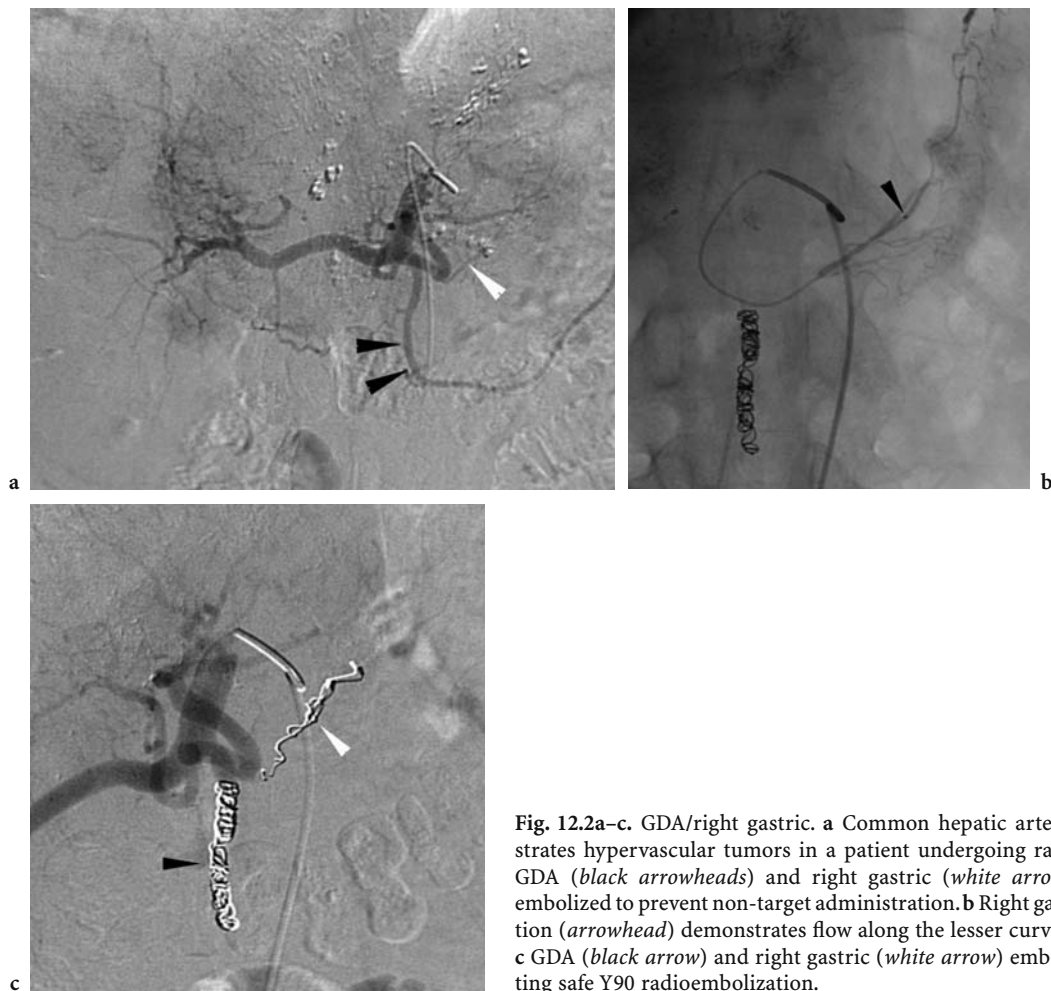 a
b
c
Fig. 12.2a–c. GDA/right gastric. a Common hepatic arte
strates hypervascular tumors in a patient undergoing ra
GDA (black arrowheads) and right gastric (white arro
embolized to prevent non-target administration. b Right ga
tion (arrowhead) demonstrates flow along the lesser curv
c GDA (black arrow) and right gastric (white arrow) emb
ting safe Y90 radioembolization.